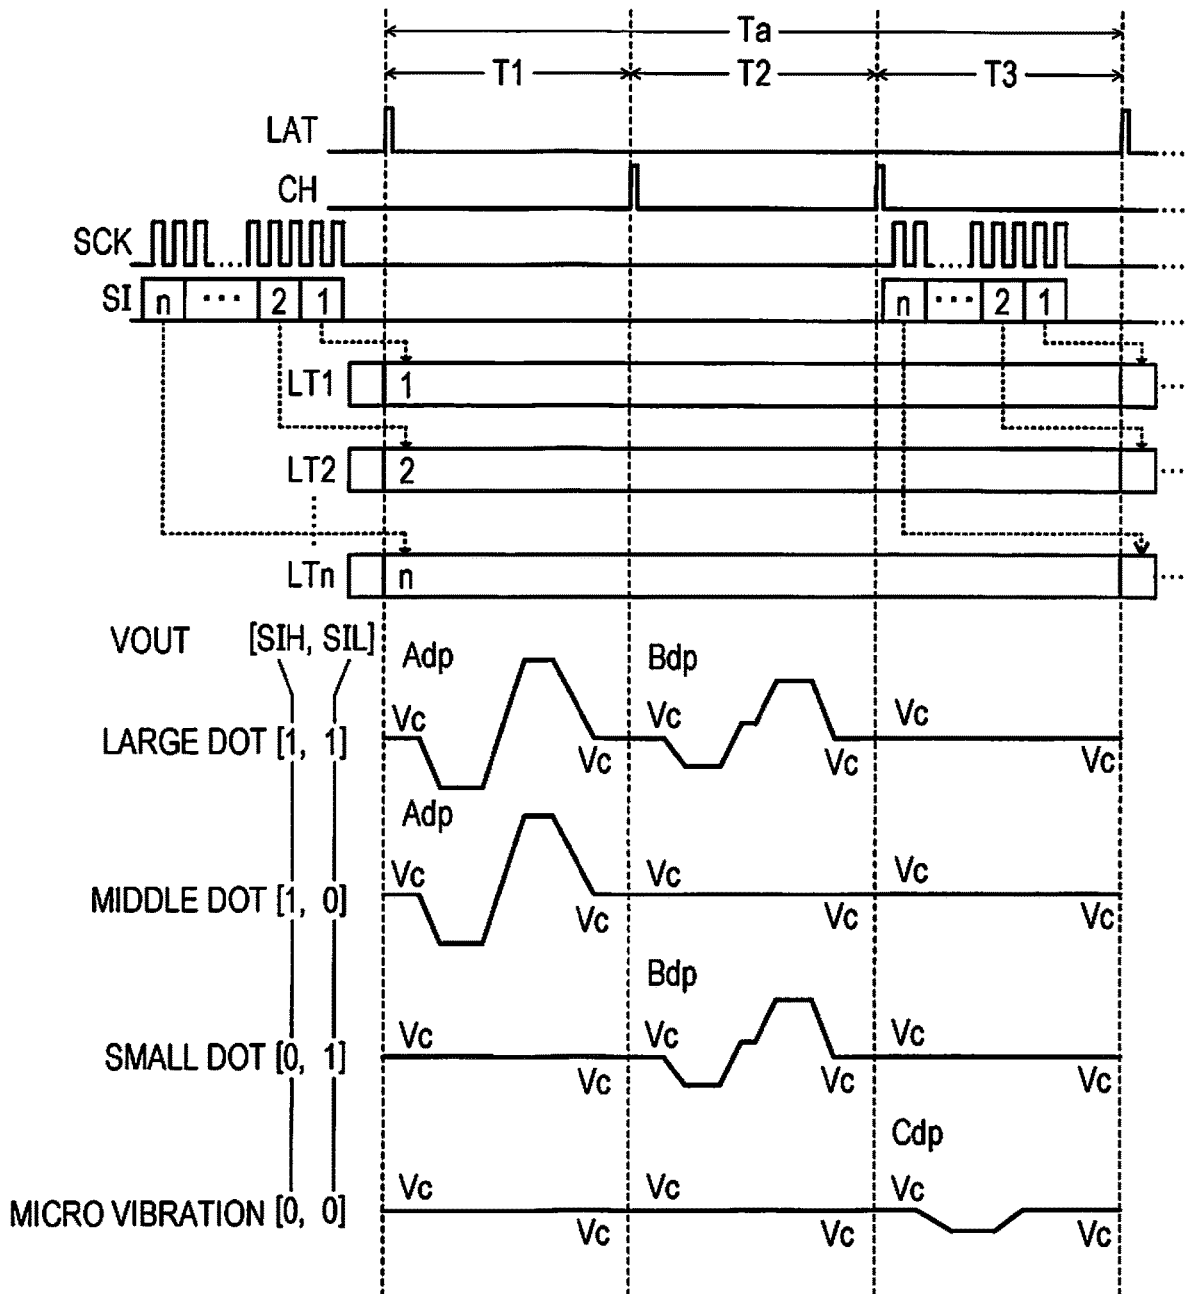 Ta
T1 T2 T3
LAT
....
CH
....
SCK
.... .... ....
SI n ··· 2 1 n ··· 2 1 ....
LT1 1 ...
LT2 2 ...
LTn n ...
VOUT [SIH, SIL]
Adp Bdp
Vc Vc Vc
LARGE DOT [1, 1]
Vc Vc Vc
Adp
Vc Vc Vc
MIDDLE DOT [1, 0]
Vc Vc Vc
Bdp
Vc Vc Vc
SMALL DOT [0, 1]
Vc Vc Vc
Cdp
Vc Vc Vc
MICRO VIBRATION [0, 0]
Vc Vc Vc